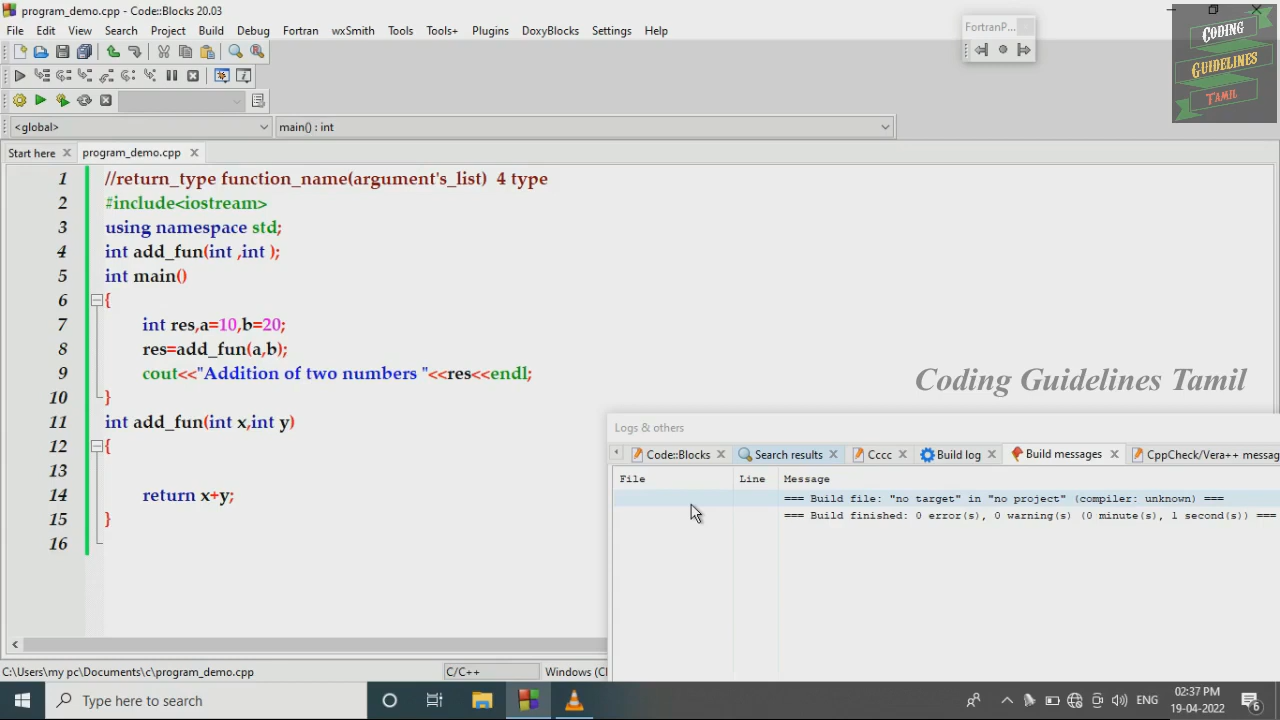 program_demo.cpp - Code::Blocks 20.03
File Edit View Search Project Build Debug Fortran wxSmith Tools Tools+ Plugins DoxyBlocks Settings Help
FortranP...
CODING
GUIDELINES
TAMIL
<global>
main() : int
Start here
program_demo.cpp
1 //return_type function_name(argument's_list) 4 type
2 #include<iostream>
3 using namespace std;
4 int add_fun(int ,int );
5 int main()
6 {
7 int res,a=10,b=20;
8 res=add_fun(a,b);
9 cout<<"Addition of two numbers "<<res<<endl;
10 }
11 int add_fun(int x,int y)
12 {
13
14 return x+y;
15 }
16
Coding Guidelines Tamil
Logs & others
Code::Blocks Search results Cccc Build log Build messages CppCheck/Vera++ messag
File Line Message
=== Build file: "no target" in "no project" (compiler: unknown) ===
=== Build finished: 0 error(s), 0 warning(s) (0 minute(s), 1 second(s)) ===
C:\Users\my pc\Documents\c\program_demo.cpp
C/C++
Windows (CI
Type here to search
ENG
02:37 PM
19-04-2022
6